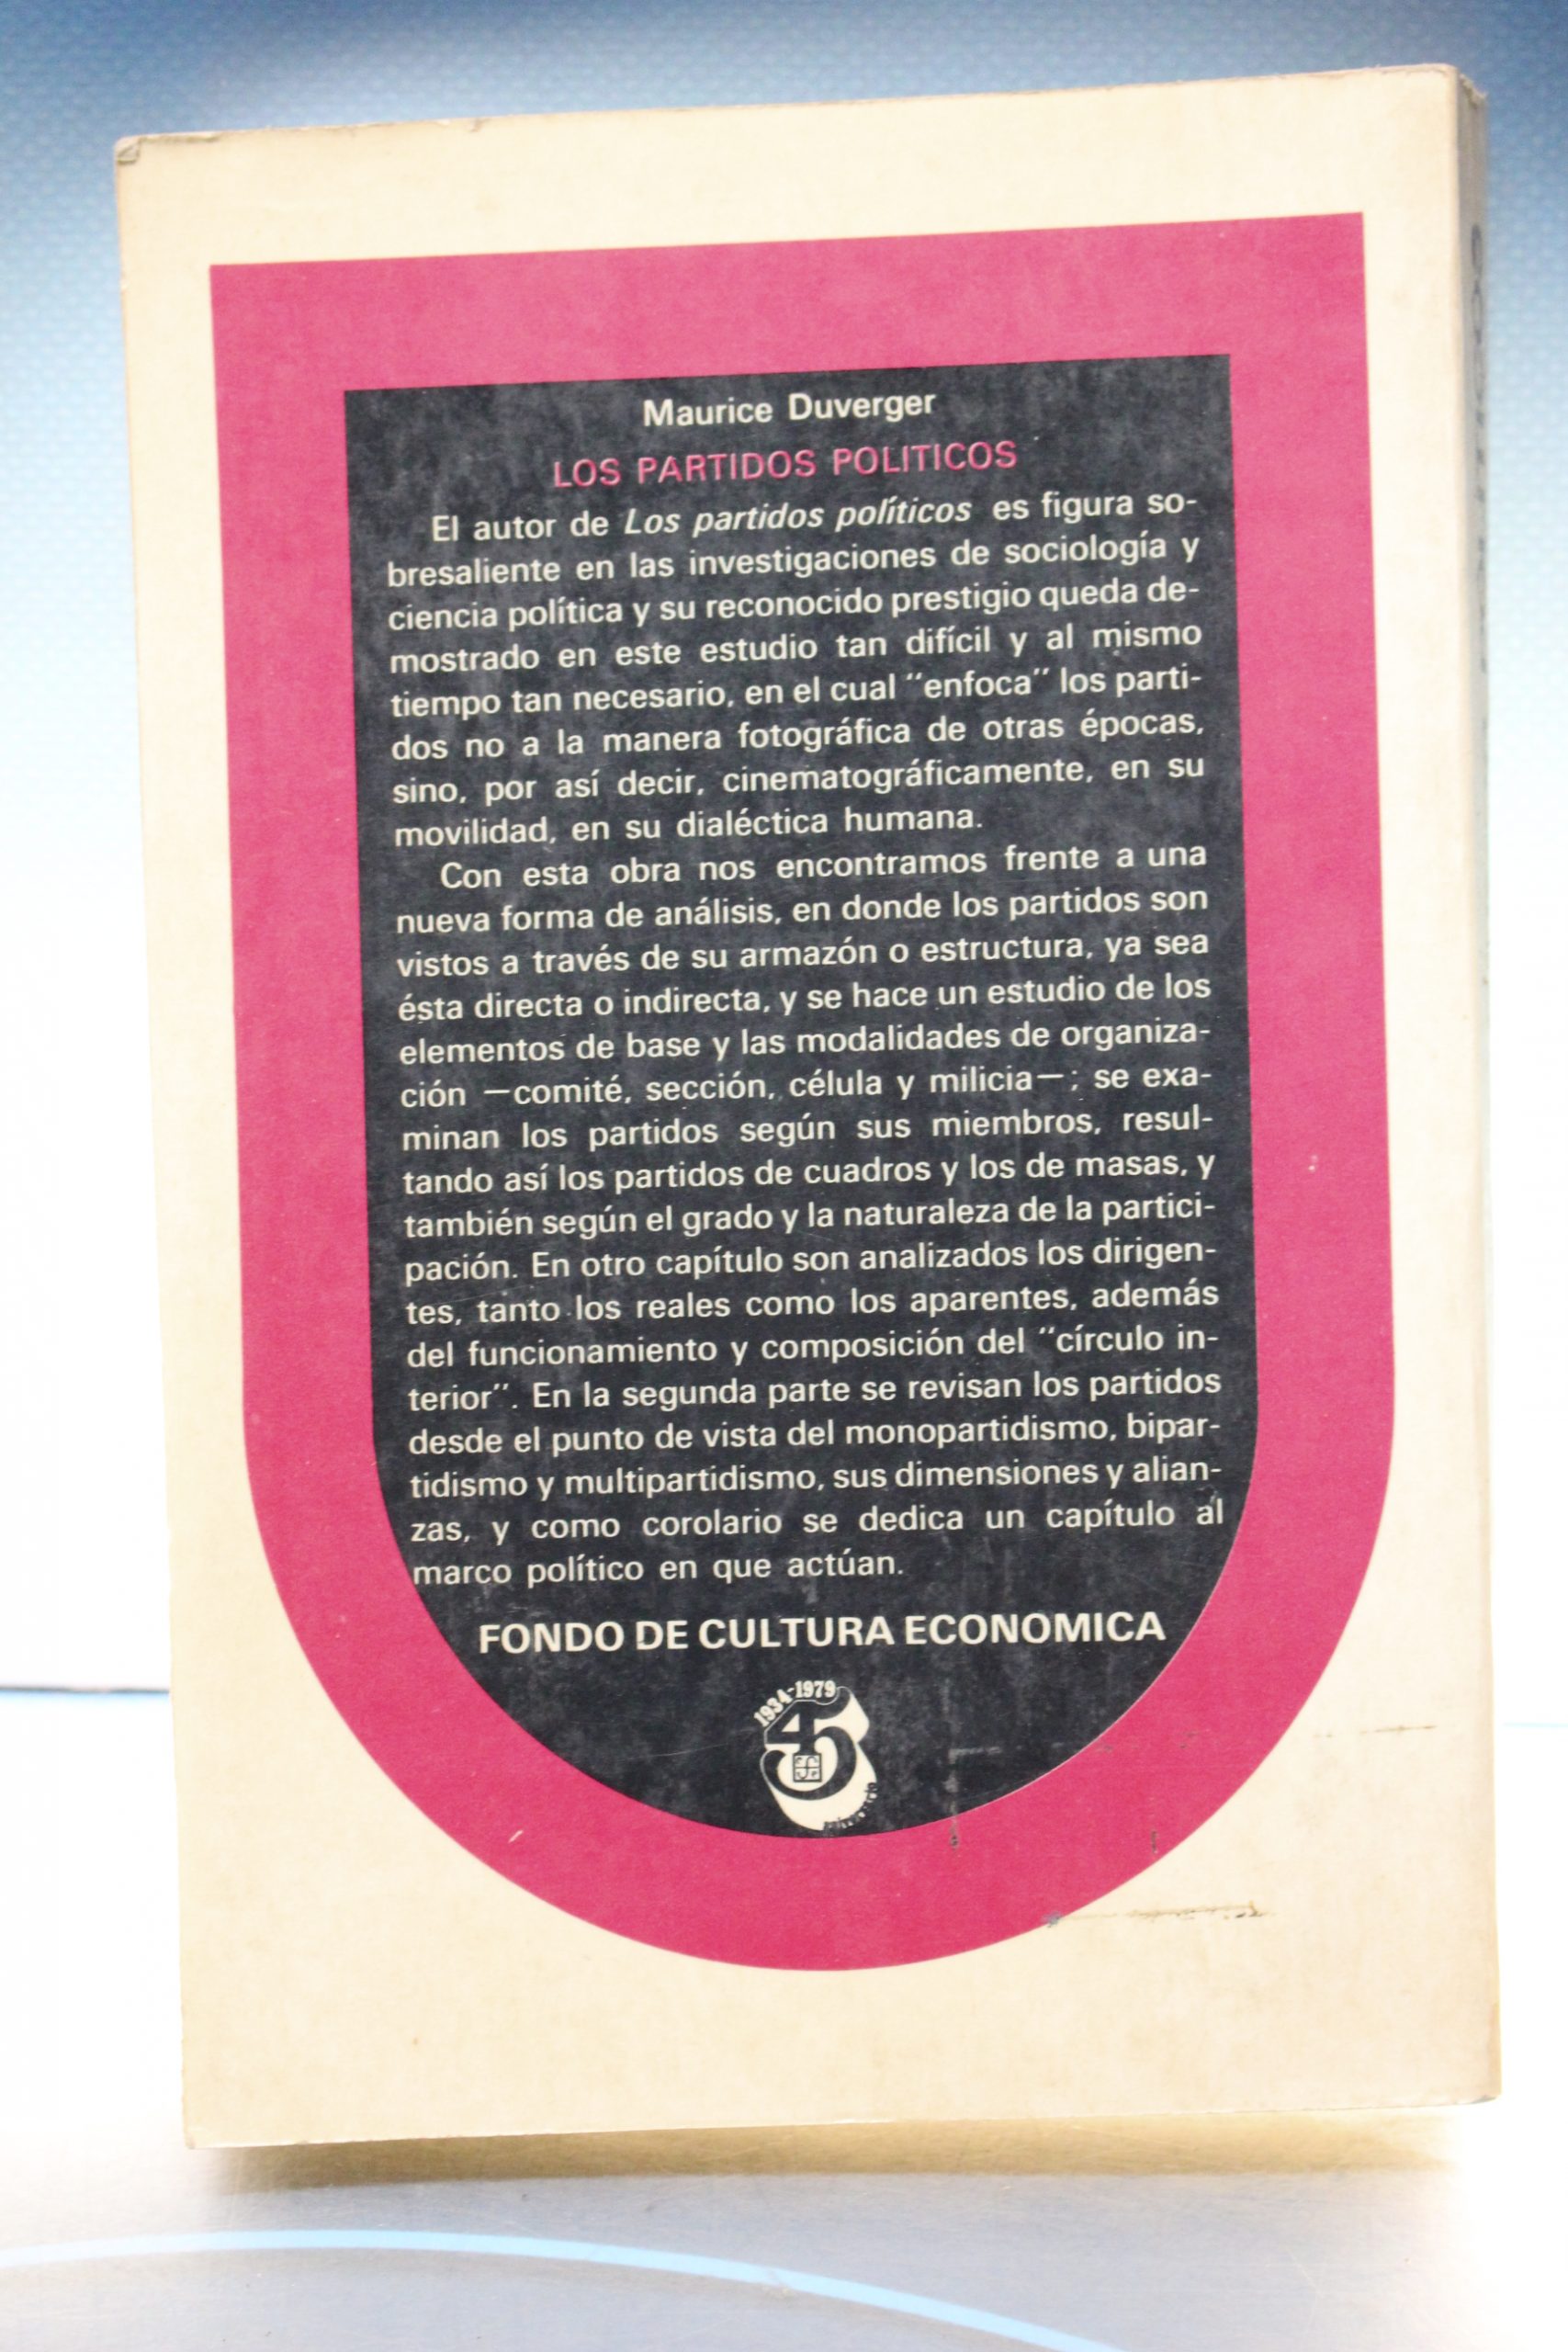 Maurice Duverger
LOS PARTIDOS POLITICOS
El autor de Los partidos políticos es figura so-
bresaliente en las investigaciones de sociología y
ciencia política y su reconocido prestigio queda de-
mostrado en este estudio tan difícil y al mismo
tiempo tan necesario, en el cual "enfoca" los parti-
dos no a la manera fotográfica de otras épocas,
sino, por así decir, cinematográficamente, en su
movilidad, en su dialéctica humana.
Con esta obra nos encontramos frente a una
nueva forma de análisis, en donde los partidos son
vistos a través de su armazón o estructura, ya sea
ésta directa o indirecta, y se hace un estudio de los
elementos de base y las modalidades de organiza-
ción —comité, sección, célula y milicia—; se exa-
minan los partidos según sus miembros, resul-
tando así los partidos de cuadros y los de masas, y
también según el grado y la naturaleza de la partici-
pación. En otro capítulo son analizados los dirigen-
tes, tanto los reales como los aparentes, además
del funcionamiento y composición del "círculo in-
terior". En la segunda parte se revisan los partidos
desde el punto de vista del monopartidismo, bipar-
tidismo y multipartidismo, sus dimensiones y alian-
zas, y como corolario se dedica un capítulo al
marco político en que actúan.
FONDO DE CULTURA ECONOMICA
1934-1979
45